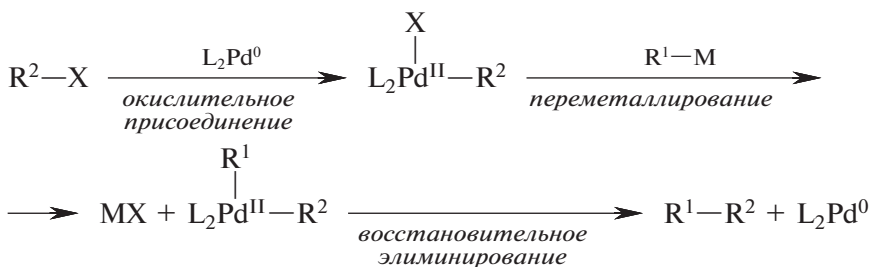 X
L₂Pd⁰ R¹—M
R²—X L₂Pdᴵᴵ—R²
окислительное переметаллирование
присоединение
R¹
MX + L₂Pdᴵᴵ—R² R¹—R² + L₂Pd⁰
восстановительное
элиминирование